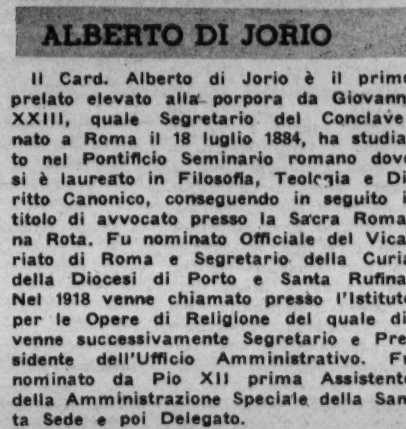 ALBERTO DI JORIO
Il Card. Alberto di Jorio è il prim
prelato elevato alla porpora da Giovann
XXIII, quale Segretario del Conclave
nato a Roma il 18 luglio 1884, ha studia
to nel Pontificio Seminario romano dove
si è laureato in Filosofia, Teologia e Di
ritto Canonico, conseguendo in seguito i
titolo di avvocato presso la Sacra Roma
na Rota. Fu nominato Officiale del Vica
riato di Roma e Segretario della Curia
della Diocesi di Porto e Santa Rufina
Nel 1918 venne chiamato presso l'Istitut
per le Opere di Religione del quale di
venne successivamente Segretario e Pre
sidente dell'Ufficio Amministrativo. F
nominato da Pio XII prima Assistent
della Amministrazione Speciale della San
ta Sede e poi Delegato.